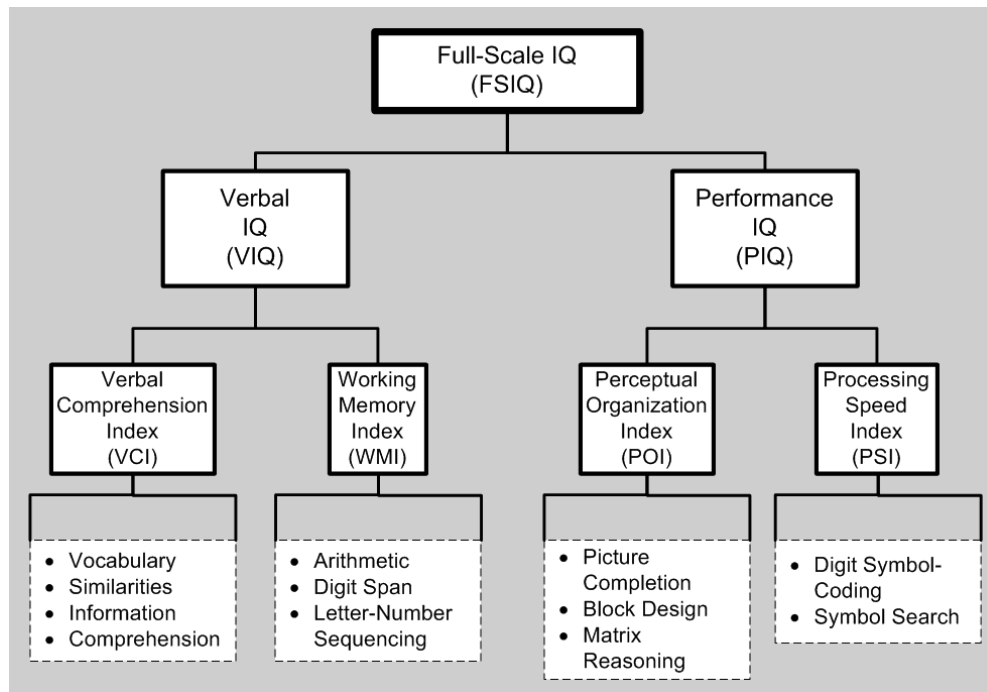 Full-Scale IQ
(FSIQ)
Verbal
IQ
(VIQ)
Performance
IQ
(PIQ)
Verbal
Comprehension
Index
(VCI)
Working
Memory
Index
(WMI)
Perceptual
Organization
Index
(POI)
Processing
Speed
Index
(PSI)
• Vocabulary
• Similarities
• Information
• Comprehension
• Arithmetic
• Digit Span
• Letter-Number
Sequencing
• Picture
Completion
• Block Design
• Matrix
Reasoning
• Digit Symbol-
Coding
• Symbol Search